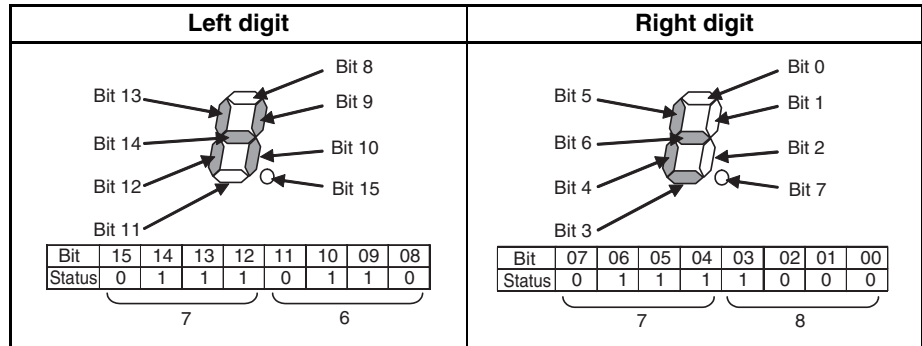 Left digit
Right digit
Bit 8
Bit 13
Bit 9
Bit 14
Bit 10
Bit 12
Bit 15
Bit 11
Bit 15 14 13 12 11 10 09 08
Status 0 1 1 1 0 1 1 0
7 6
Bit 0
Bit 5
Bit 1
Bit 6
Bit 2
Bit 4
Bit 7
Bit 3
Bit 07 06 05 04 03 02 01 00
Status 0 1 1 1 1 0 0 0
7 8